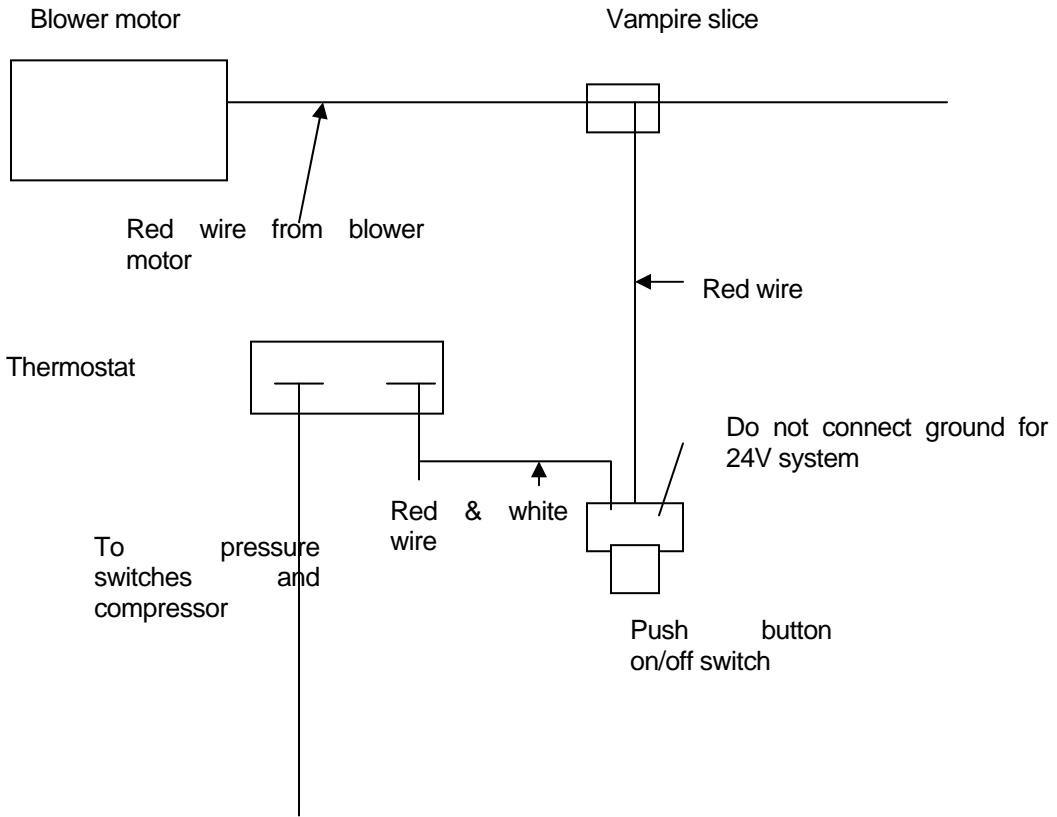 Blower motor
Vampire slice
Red wire from blower
motor
Red wire
Thermostat
Do not connect ground for
24V system
Red & white
wire
To pressure
switches and
compressor
Push button
on/off switch